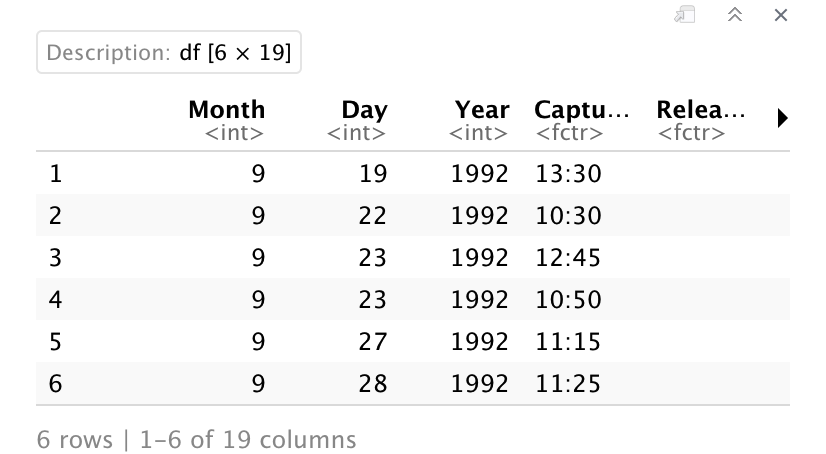 Description: df [6 × 19]
Month Day Year Captu... Relea...
<int> <int> <int> <fctr> <fctr>
1 9 19 1992 13:30
2 9 22 1992 10:30
3 9 23 1992 12:45
4 9 23 1992 10:50
5 9 27 1992 11:15
6 9 28 1992 11:25
6 rows | 1-6 of 19 columns